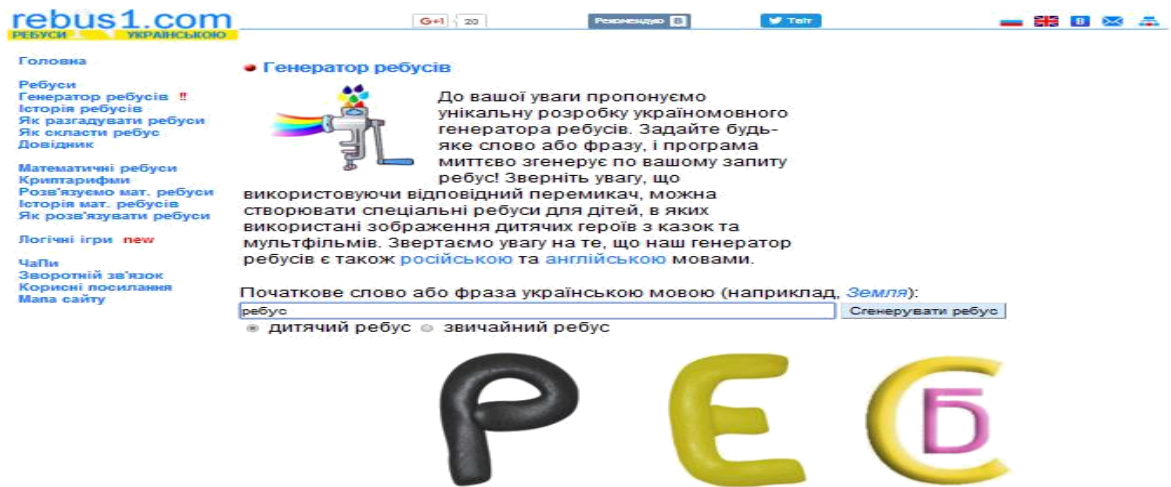 rebus1.com
РЕБУСИ УКРАЇНСЬКОЮ
G+1 20
Рекомендую В
Твіт
В
Головна
Ребуси
Генератор ребусів !!
Історія ребусів
Як разгадувати ребуси
Як скласти ребус
Довідник
Математичні ребуси
Криптарифми
Розв'язуємо мат. ребуси
Історія мат. ребусів
Як розв'язувати ребуси
Логічні ігри new
ЧаПи
Зворотній зв'язок
Корисні посилання
Мапа сайту
Генератор ребусів
До вашої уваги пропонуємо
унікальну розробку україномовного
генератора ребусів. Задайте будь-
яке слово або фразу, і програма
миттєво згенерує по вашому запиту
ребус! Зверніть увагу, що
використовуючи відповідний перемикач, можна
створювати спеціальні ребуси для дітей, в яких
використані зображення дитячих героїв з казок та
мультфільмів. Звертаємо увагу на те, що наш генератор
ребусів є також російською та англійською мовами.
Початкове слово або фраза українською мовою (наприклад, Земля):
ребус Сгенерувати ребус
дитячий ребус звичайний ребус
Р Е С Б